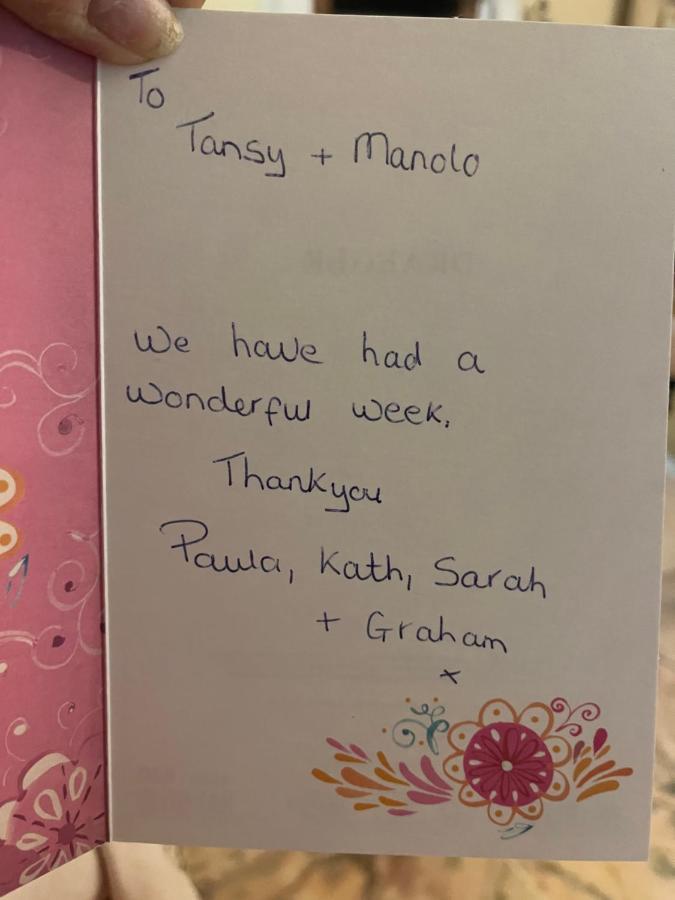 To
Tansy + Manolo
We have had a
wonderful week.
Thankyou
Paula, Kath, Sarah
+ Graham
x